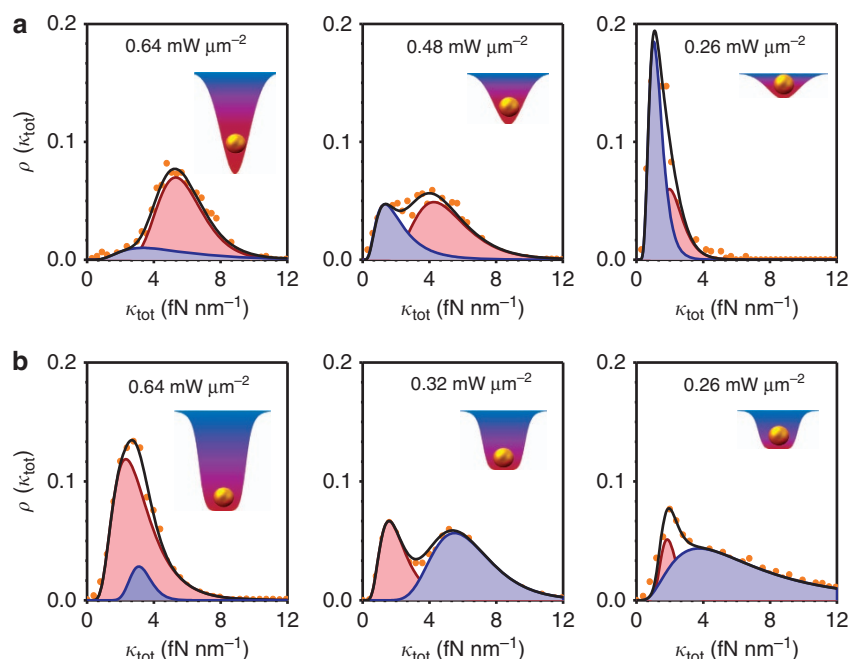 a
0.64 mW μm⁻²
0.48 mW μm⁻²
0.26 mW μm⁻²
ρ (κtot)
0.2
0.1
0.0
0 4 8 12
κtot (fN nm⁻¹)
0.2
0.1
0.0
0 4 8 12
κtot (fN nm⁻¹)
0.2
0.1
0.0
0 4 8 12
κtot (fN nm⁻¹)
b
0.64 mW μm⁻²
0.32 mW μm⁻²
0.26 mW μm⁻²
ρ (κtot)
0.2
0.1
0.0
0 4 8 12
κtot (fN nm⁻¹)
0.2
0.1
0.0
0 4 8 12
κtot (fN nm⁻¹)
0.2
0.1
0.0
0 4 8 12
κtot (fN nm⁻¹)